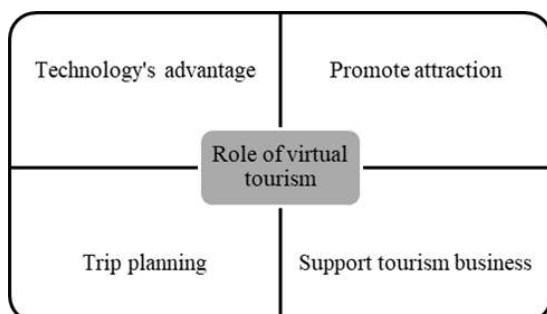 Technology's advantage
Promote attraction
Role of virtual
tourism
Trip planning
Support tourism business